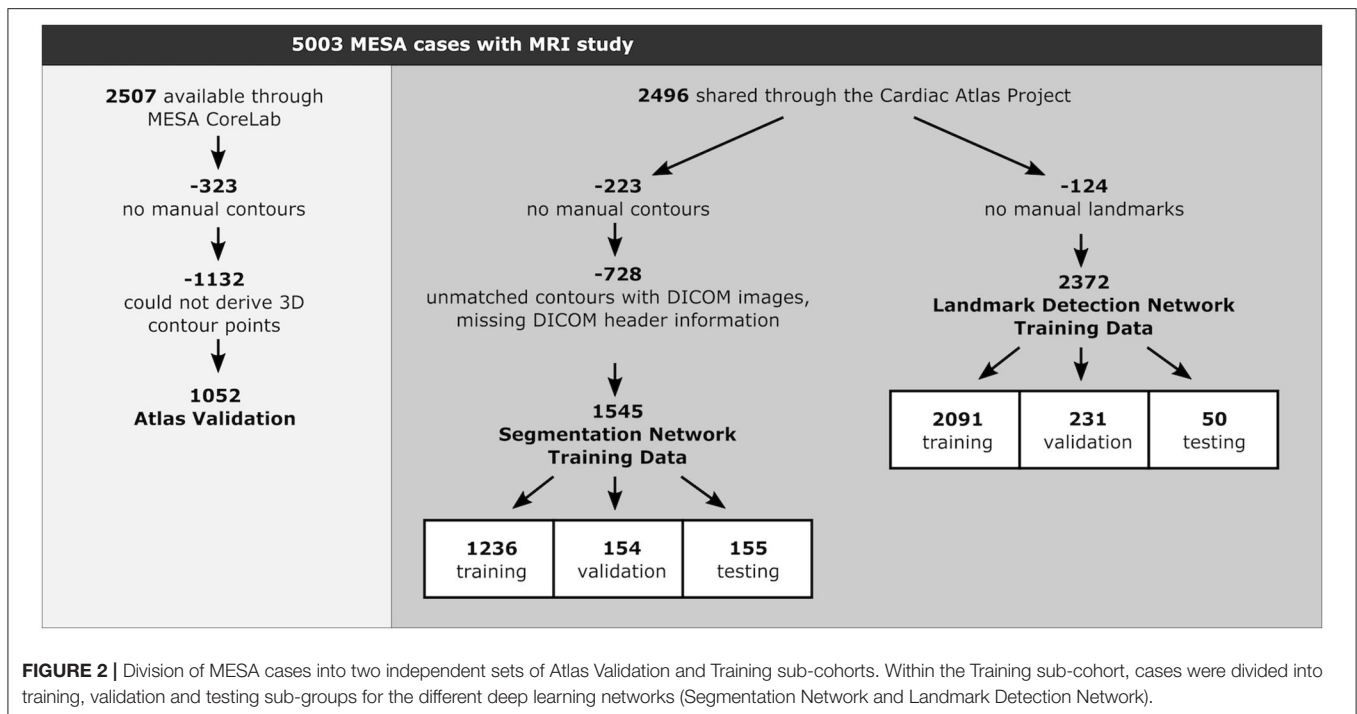 5003 MESA cases with MRI study
2507 available through
MESA CoreLab
-323
no manual contours
-1132
could not derive 3D
contour points
1052
Atlas Validation
2496 shared through the Cardiac Atlas Project
-223
no manual contours
-728
unmatched contours with DICOM images,
missing DICOM header information
1545
Segmentation Network
Training Data
1236
training
154
validation
155
testing
-124
no manual landmarks
2372
Landmark Detection Network
Training Data
2091
training
231
validation
50
testing
FIGURE 2 | Division of MESA cases into two independent sets of Atlas Validation and Training sub-cohorts. Within the Training sub-cohort, cases were divided into
training, validation and testing sub-groups for the different deep learning networks (Segmentation Network and Landmark Detection Network).